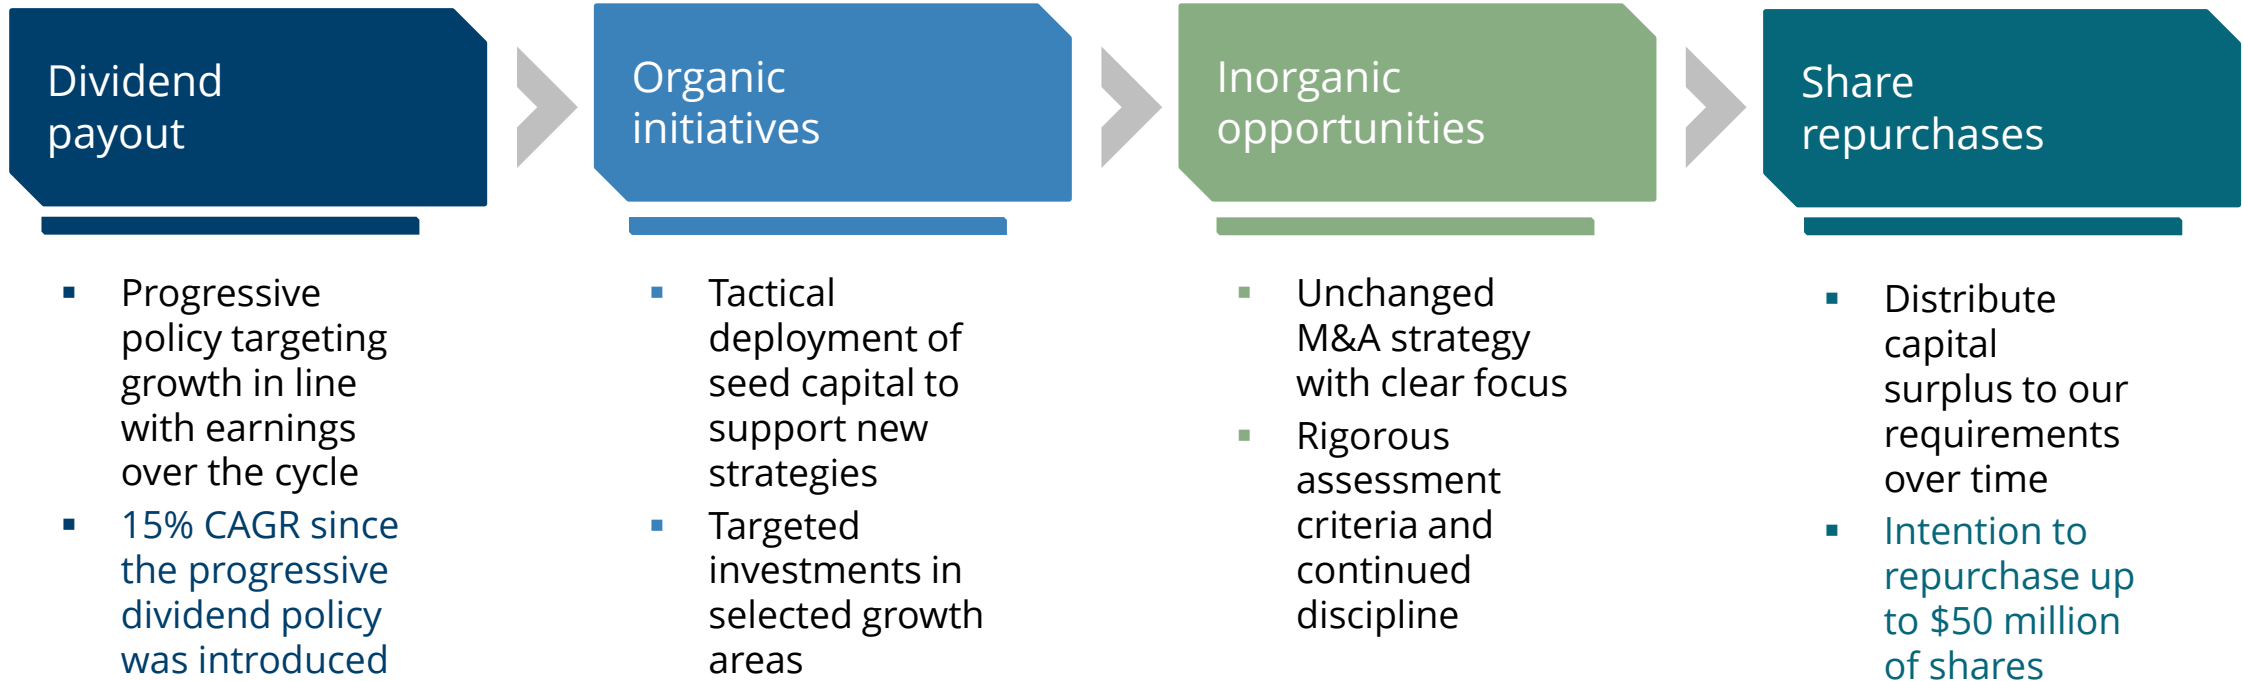 Dividend
payout
Organic
initiatives
Inorganic
opportunities
Share
repurchases
▪ Progressive
policy targeting
growth in line
with earnings
over the cycle
▪ 15% CAGR since
the progressive
dividend policy
was introduced
▪ Tactical
deployment of
seed capital to
support new
strategies
▪ Targeted
investments in
selected growth
areas
▪ Unchanged
M&A strategy
with clear focus
▪ Rigorous
assessment
criteria and
continued
discipline
▪ Distribute
capital
surplus to our
requirements
over time
▪ Intention to
repurchase up
to $50 million
of shares